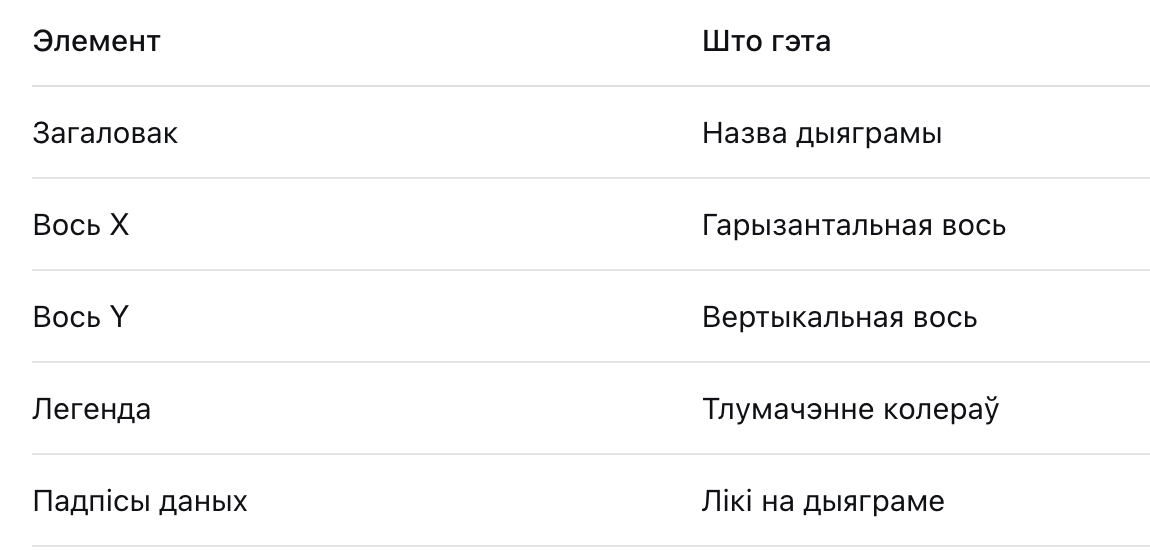 Элемент Што гэта
Загаловак Назва дыяграмы
Вось X Гарызантальная вось
Вось Y Вертыкальная вось
Легенда Тлумачэнне колераў
Падпісы даных Лікі на дыяграме